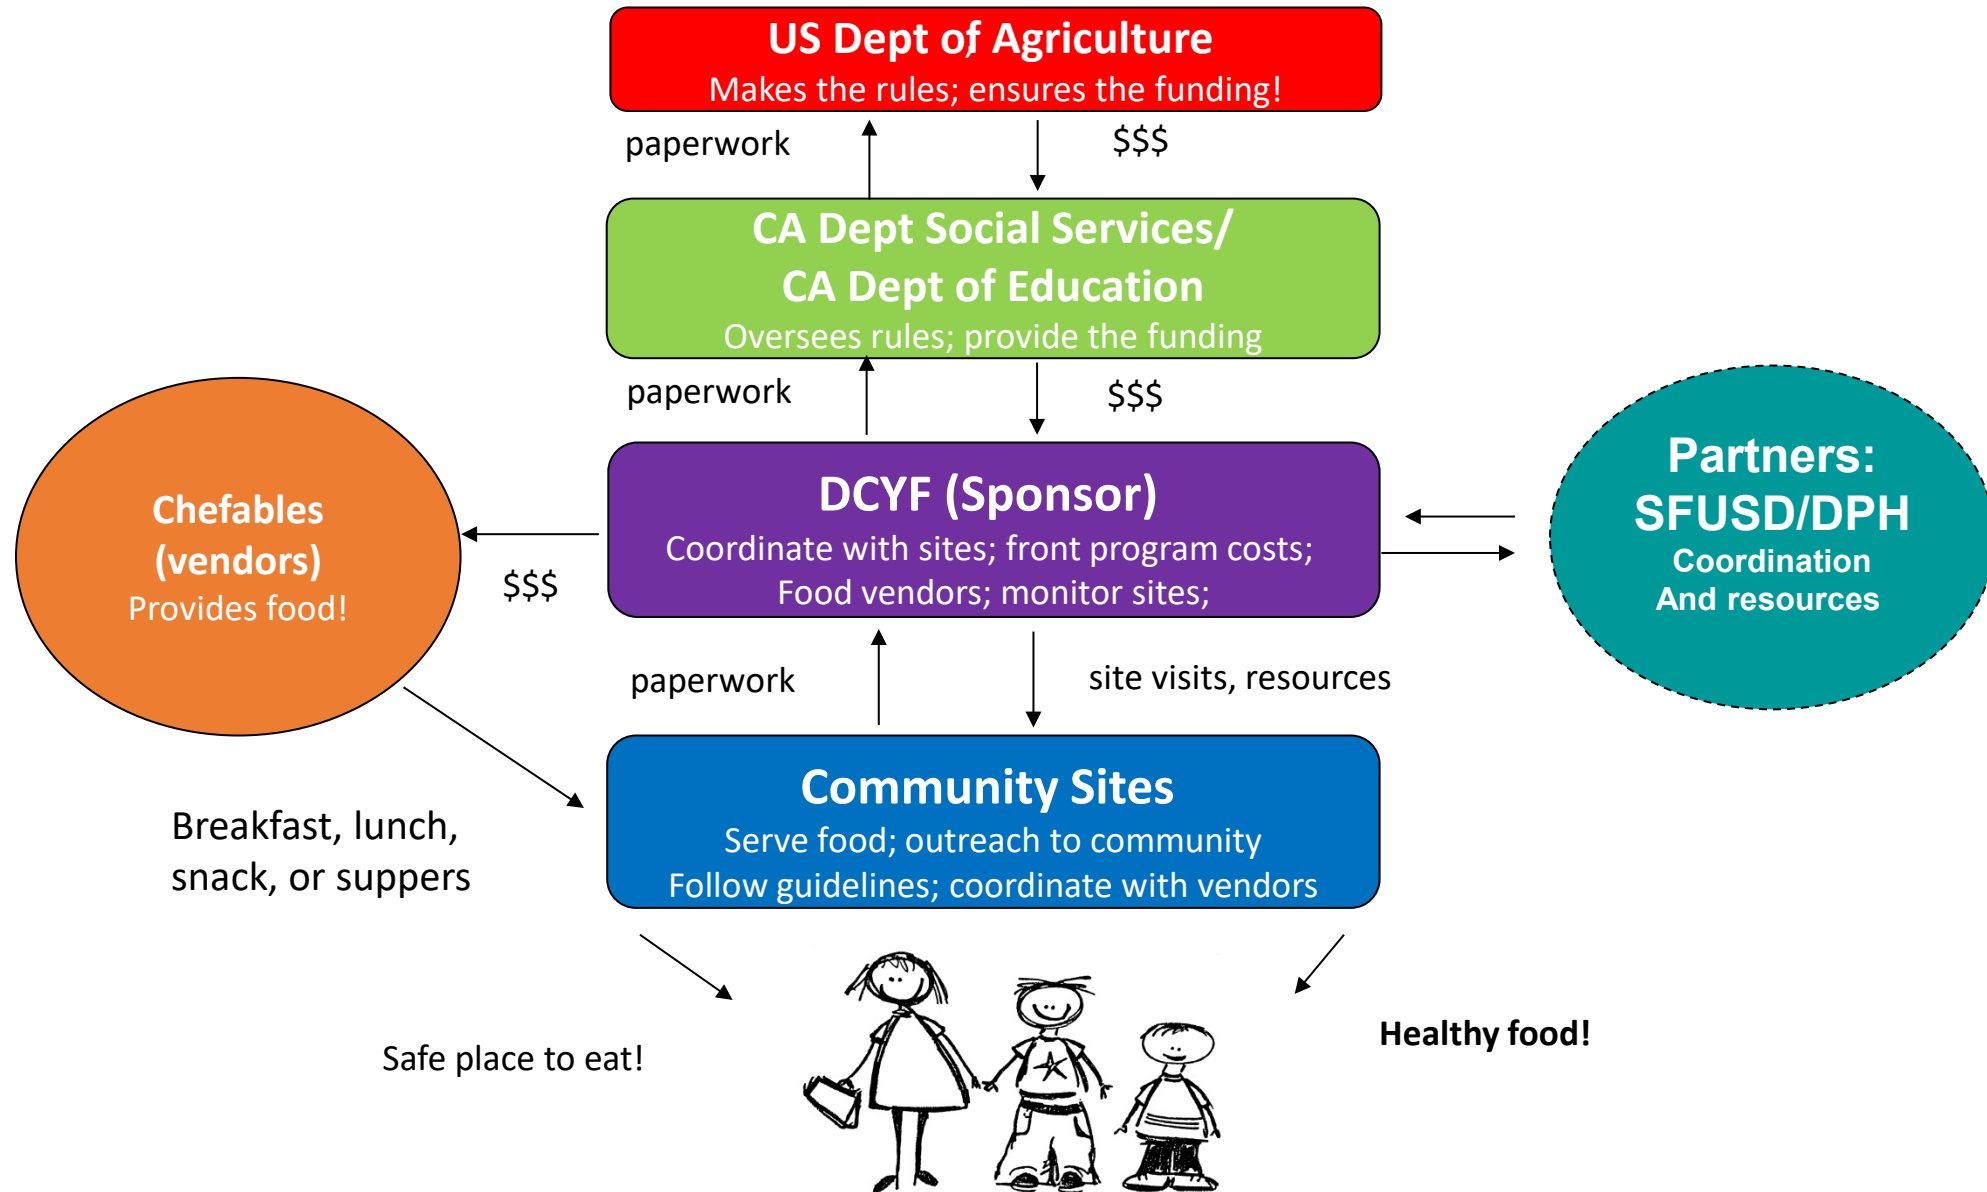 US Dept of, Agriculture
Makes the rules; ensures the funding!
paperwork
$$$
CA Dept Social Services/
CA Dept of Education
Oversees rules; provide the funding
paperwork
$$$
Chefables
(vendors)
Provides food!
$$$
DCYF (Sponsor)
Coordinate with sites; front program costs;
Food vendors; monitor sites;
Partners:
SFUSD/DPH
Coordination
And resources
paperwork
site visits, resources
Breakfast, lunch,
snack, or suppers
Community Sites
Serve food; outreach to community
Follow guidelines; coordinate with vendors
Safe place to eat!
Healthy food!